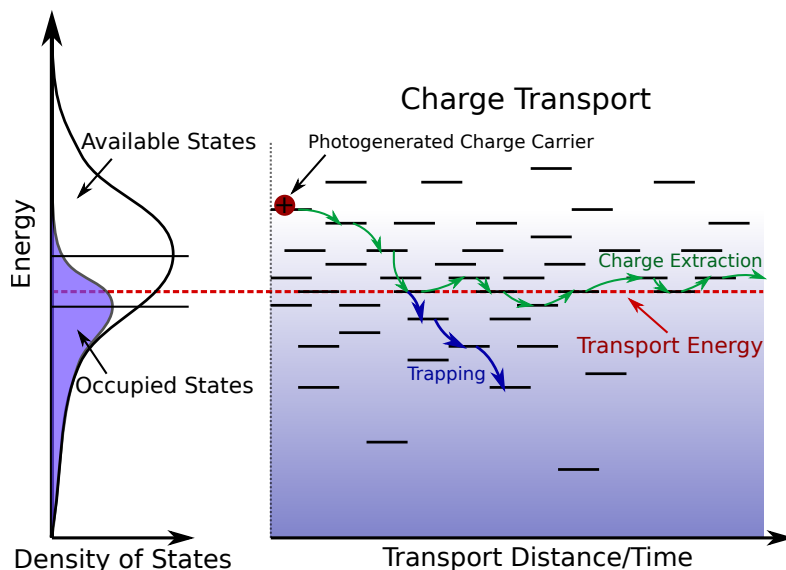 Charge Transport
Photogenerated Charge Carrier
Available States
Energy
Charge Extraction
Transport Energy
Trapping
Occupied States
Density of States
Transport Distance/Time